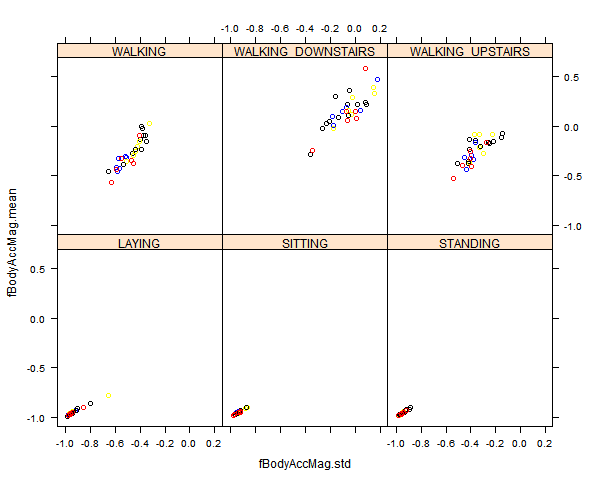 -1.0 -0.8 -0.6 -0.4 -0.2 0.0 0.2
WALKING WALKING_DOWNSTAIRS WALKING_UPSTAIRS
0.5
0.0
-0.5
-1.0
LAYING SITTING STANDING
0.5
0.0
-0.5
-1.0
-1.0 -0.8 -0.6 -0.4 -0.2 0.0 0.2 -1.0 -0.8 -0.6 -0.4 -0.2 0.0 0.2
fBodyAccMag.std
fBodyAccMag.mean